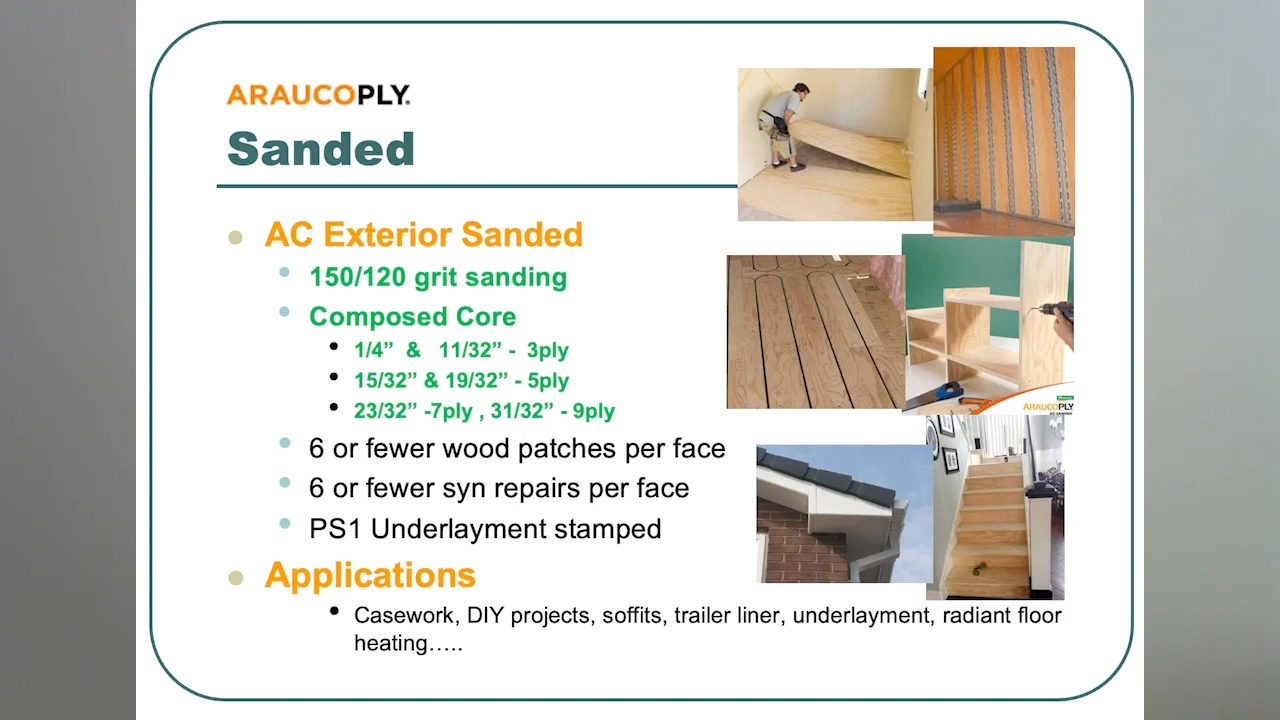 ARAUCOPLY®
Sanded
AC Exterior Sanded
150/120 grit sanding
Composed Core
1/4” & 11/32” - 3ply
15/32” & 19/32” - 5ply
23/32” -7ply , 31/32” - 9ply
6 or fewer wood patches per face
6 or fewer syn repairs per face
PS1 Underlayment stamped
Applications
Casework, DIY projects, soffits, trailer liner, underlayment, radiant floor
heating…..
ARAUCOPLY
AC SANDED